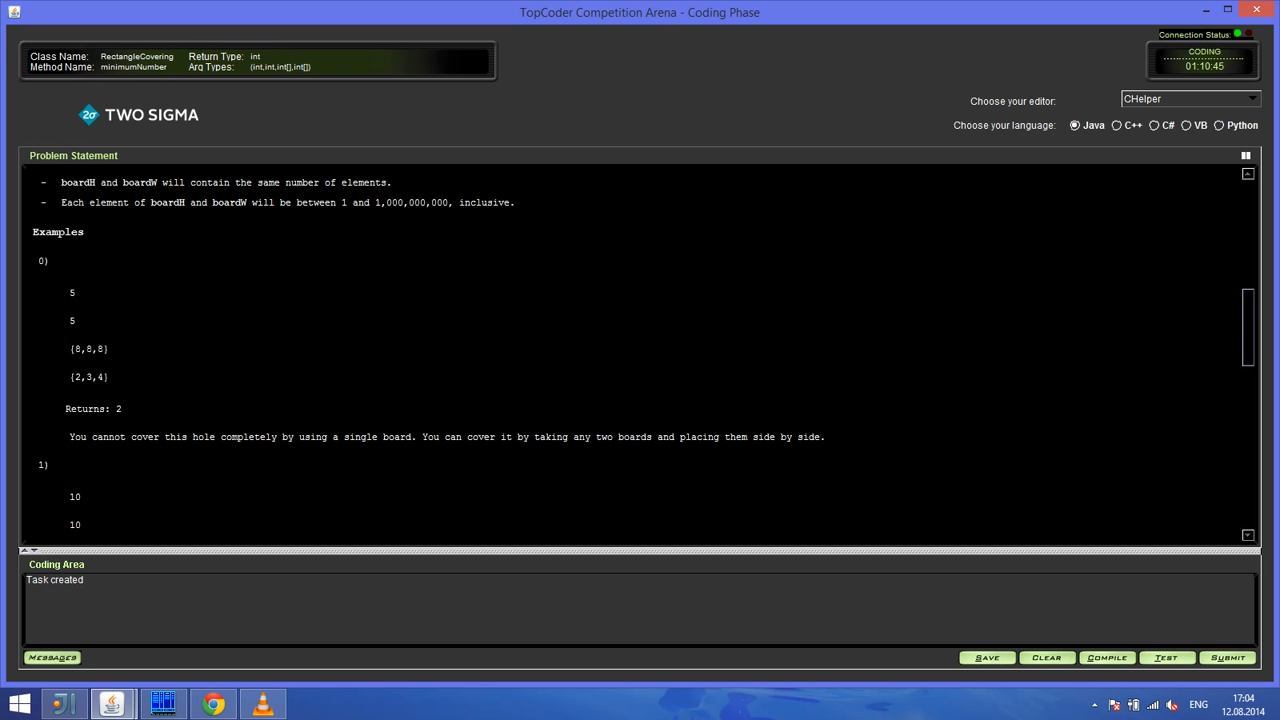 TopCoder Competition Arena - Coding Phase
Connection Status:
Class Name: RectangleCovering Return Type: int
Method Name: minimumNumber Arg Types: (int,int,int[],int[])
CODING
01:10:45
2σ TWO SIGMA
Choose your editor: CHelper
Choose your language: Java C++ C# VB Python
Problem Statement
- boardH and boardW will contain the same number of elements.
- Each element of boardH and boardW will be between 1 and 1,000,000,000, inclusive.
Examples
0)
5
5
{8,8,8}
{2,3,4}
Returns: 2
You cannot cover this hole completely by using a single board. You can cover it by taking any two boards and placing them side by side.
1)
10
10
Coding Area
Task created
MESSAGES SAVE CLEAR COMPILE TEST SUBMIT
ENG
17:04
12.08.2014